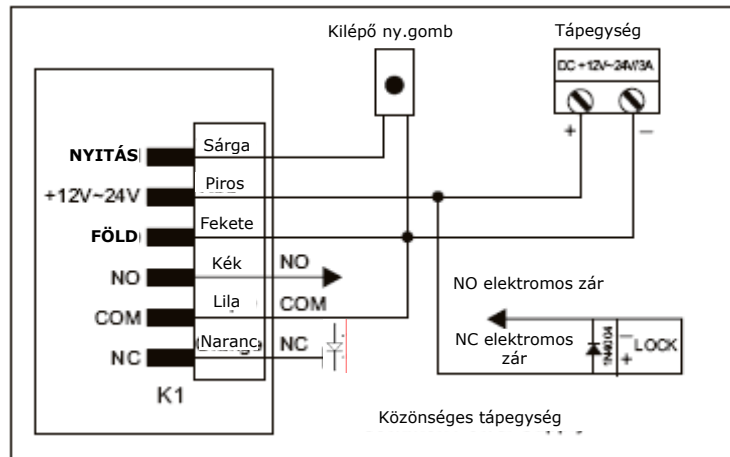 Kilépő ny.gomb
Tápegység
DC +12V~24V/3A
+ −
NYITÁS Sárga
+12V~24V Piros
FÖLD Fekete
NO Kék NO
COM Lila COM
NC Naranc NC
K1
NO elektromos zár
NC elektromos
zár
1N4004
− +
LOCK
Közönséges tápegység